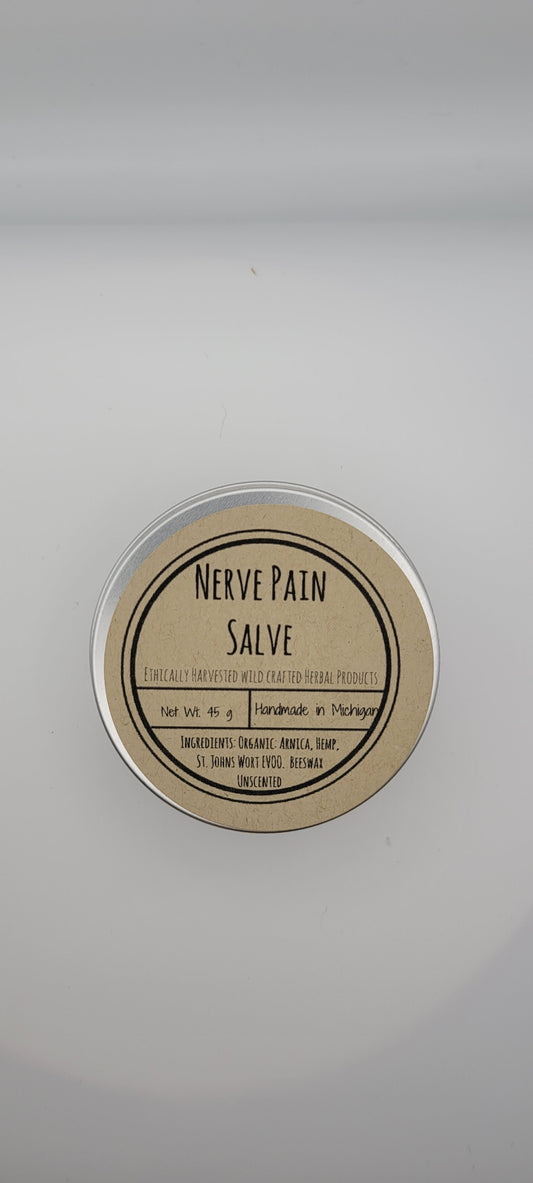 Nerve Pain
Salve
Ethically Harvested wild crafted Herbal Products
Net Wt. 45 g
Handmade in Michigan
Ingredients: Organic: Arnica, Hemp,
St. Johns Wort EVOO. Beeswax
Unscented